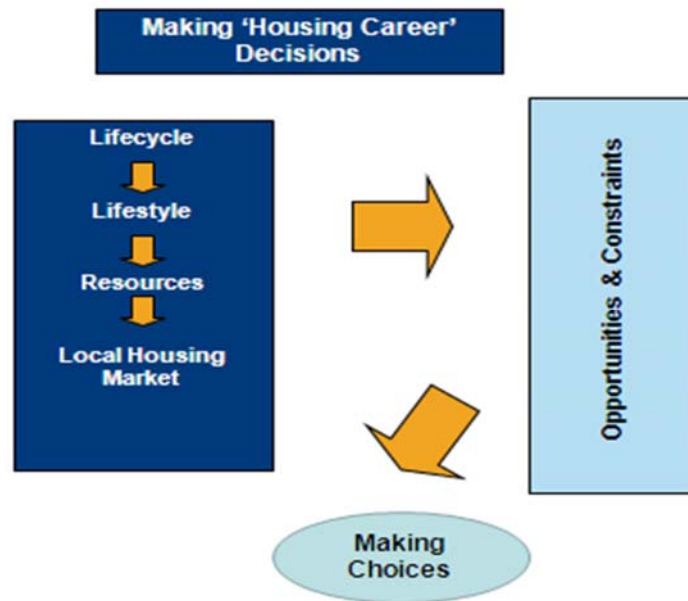 Making ‘Housing Career’
Decisions
Lifecycle
Lifestyle
Resources
Local Housing
Market
Opportunities & Constraints
Making
Choices